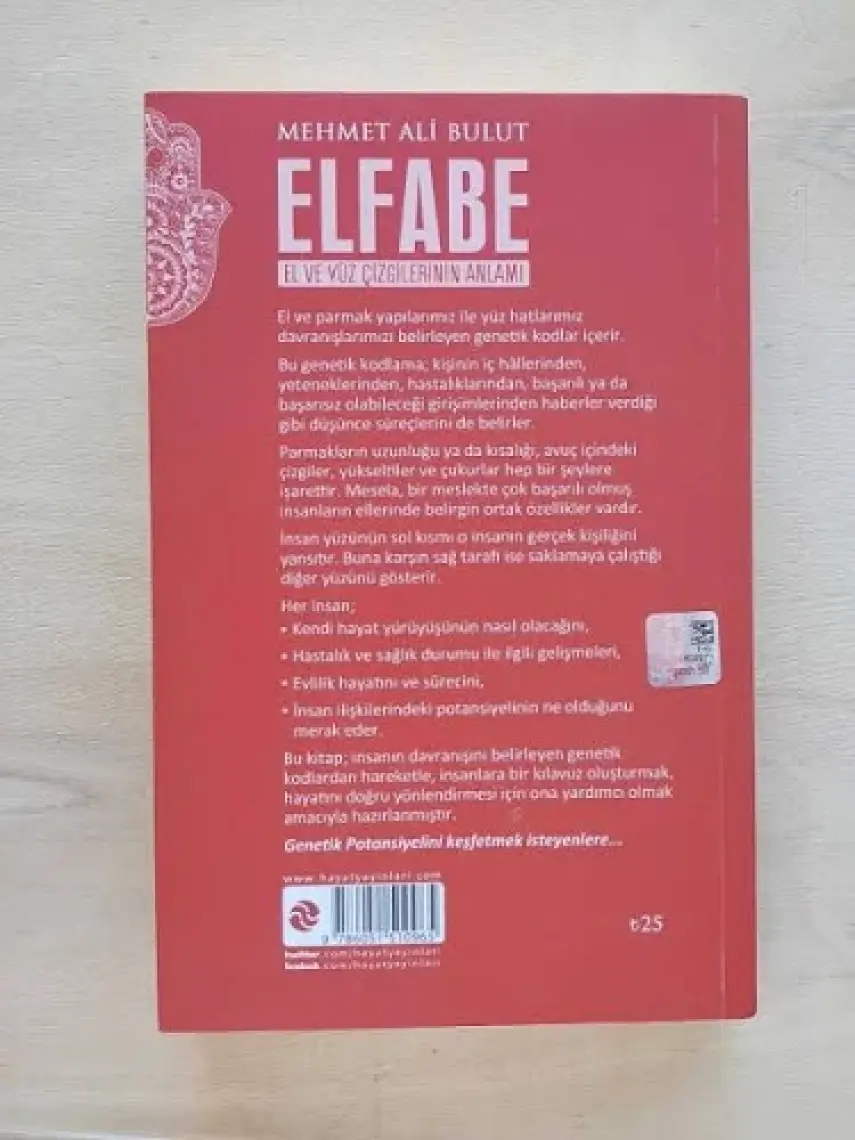 MEHMET ALİ BULUT
ELFABE
EL VE YÜZ ÇİZGİLERİNİN ANLAMI
El ve parmak yapılarımız ile yüz hatlarımız
davranışlarımızı belirleyen genetik kodlar içerir.
Bu genetik kodlama; kişinin iç hâllerinden,
yeteneklerinden, hastalıklarından, başarılı ya da
başarısız olabileceği girişimlerinden haberler verdiği
gibi düşünce süreçlerini de belirler.
Parmakların uzunluğu ya da kısalığı, avuç içindeki
çizgiler, yükseltiler ve çukurlar hep bir şeylere
işarettir. Mesela, bir meslekte çok başarılı olmuş
insanların ellerinde belirgin ortak özellikler vardır.
İnsan yüzünün sol kısmı o insanın gerçek kişiliğini
yansıtır. Buna karşın sağ tarafı ise saklamaya çalıştığı
diğer yüzünü gösterir.
Her insan;
• Kendi hayat yürüyüşünün nasıl olacağını,
• Hastalık ve sağlık durumu ile ilgili gelişmeleri,
• Evlilik hayatını ve sürecini,
• İnsan ilişkilerindeki potansiyelinin ne olduğunu
merak eder.
Bu kitap; insanın davranışını belirleyen genetik
kodlardan hareketle, insanlara bir kılavuz oluşturmak,
hayatını doğru yönlendirmesi için ona yardımcı olmak
amacıyla hazırlanmıştır.
Genetik Potansiyelini keşfetmek isteyenlere...
www.hayatyayinlari.com
twitter.com/hayatyayinlari
facebook.com/hayatyayinlari
₺25